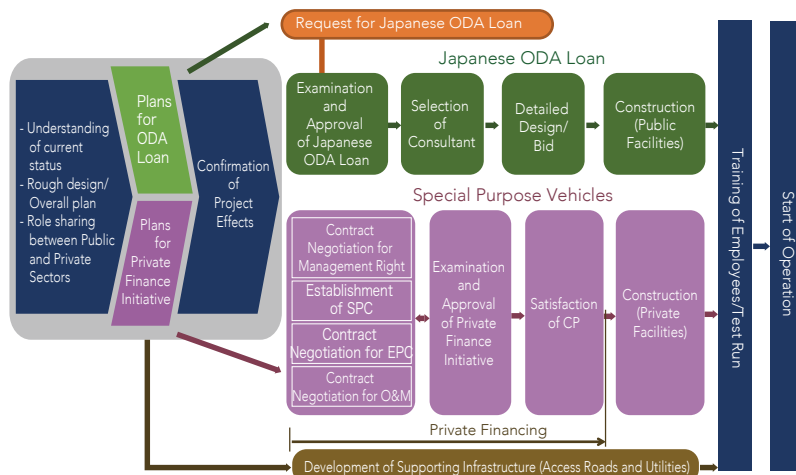 Request for Japanese ODA Loan
Japanese ODA Loan
- Understanding
of current
status
- Rough design/
Overall plan
- Role sharing
between Public
and Private
Sectors
Plans
for
ODA
Loan
Plans
for
Private
Finance
Initiative
Confirmation
of
Project
Effects
Examination
and
Approval
of Japanese
ODA Loan
Selection
of
Consultant
Detailed
Design/
Bid
Construction
(Public
Facilities)
Special Purpose Vehicles
Contract
Negotiation for
Management Right
Establishment
of SPC
Contract
Negotiation for EPC
Contract
Negotiation for O&M
Examination
and
Approval
of Private
Finance
Initiative
Satisfaction
of CP
Construction
(Private
Facilities)
Private Financing
Development of Supporting Infrastructure (Access Roads and Utilities)
Training of Employees/Test Run
Start of Operation